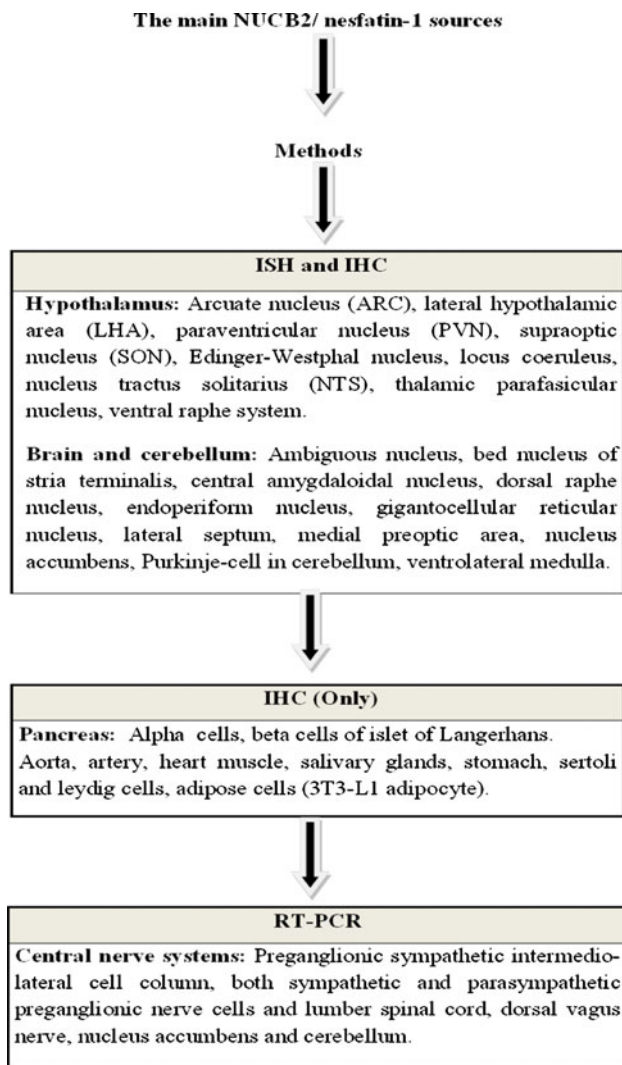 The main NUCB2/ nesfatin-1 sources
Methods
ISH and IHC
Hypothalamus: Arcuate nucleus (ARC), lateral hypothalamic
area (LHA), paraventricular nucleus (PVN), supraoptic
nucleus (SON), Edinger-Westphal nucleus, locus coeruleus,
nucleus tractus solitarius (NTS), thalamic parafasicular
nucleus, ventral raphe system.
Brain and cerebellum: Ambiguous nucleus, bed nucleus of
stria terminalis, central amygdaloidal nucleus, dorsal raphe
nucleus, endoperiform nucleus, gigantocellular reticular
nucleus, lateral septum, medial preoptic area, nucleus
accumbens, Purkinje-cell in cerebellum, ventrolateral medulla.
IHC (Only)
Pancreas: Alpha cells, beta cells of islet of Langerhans.
Aorta, artery, heart muscle, salivary glands, stomach, sertoli
and leydig cells, adipose cells (3T3-L1 adipocyte).
RT-PCR
Central nerve systems: Preganglionic sympathetic intermedio-
lateral cell column, both sympathetic and parasympathetic
preganglionic nerve cells and lumber spinal cord, dorsal vagus
nerve, nucleus accumbens and cerebellum.